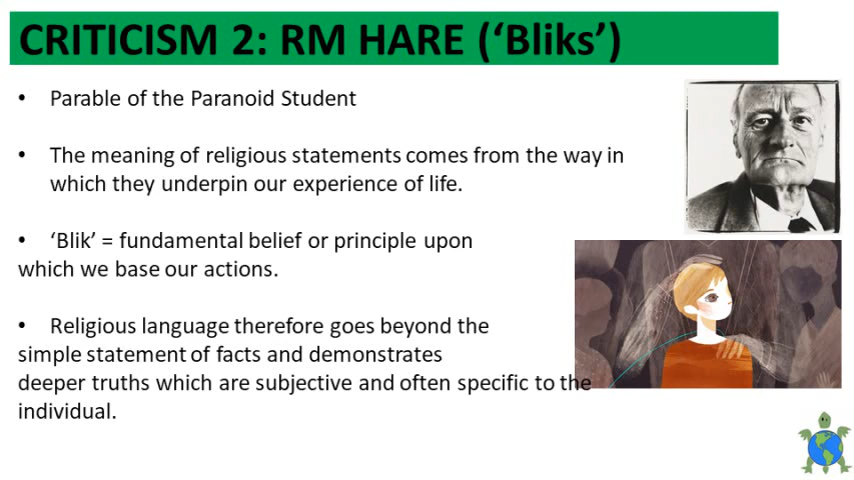 CRITICISM 2: RM HARE (‘Bliks’)
• Parable of the Paranoid Student
• The meaning of religious statements comes from the way in
which they underpin our experience of life.
• ‘Blik’ = fundamental belief or principle upon
which we base our actions.
• Religious language therefore goes beyond the
simple statement of facts and demonstrates
deeper truths which are subjective and often specific to the
individual.